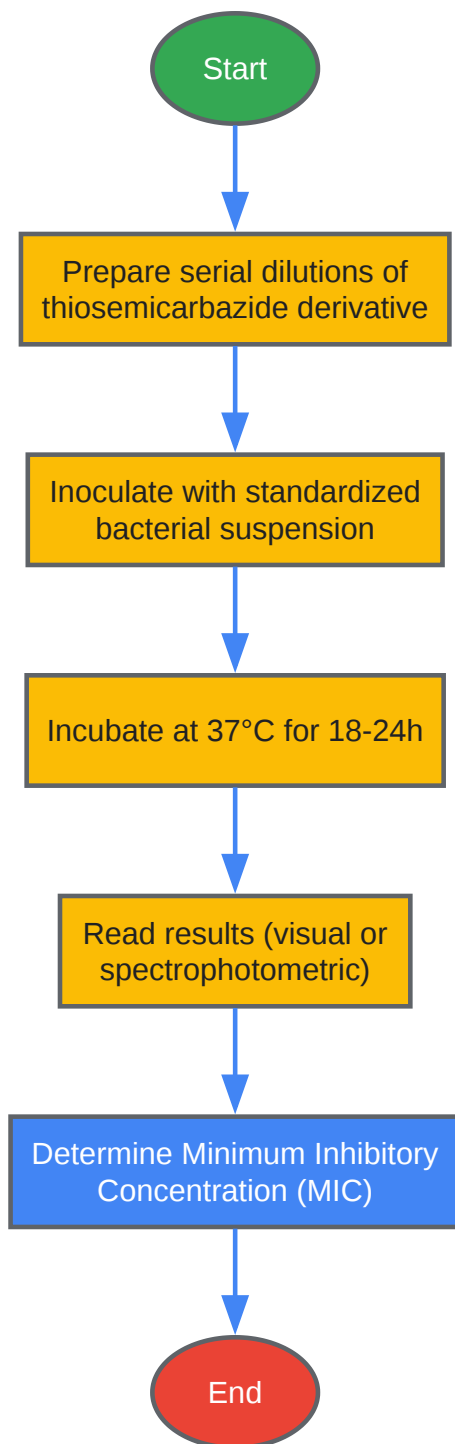 Start
Prepare serial dilutions of
thiosemicarbazide derivative
Inoculate with standardized
bacterial suspension
Incubate at 37°C for 18-24h
Read results (visual or
spectrophotometric)
Determine Minimum Inhibitory
Concentration (MIC)
End